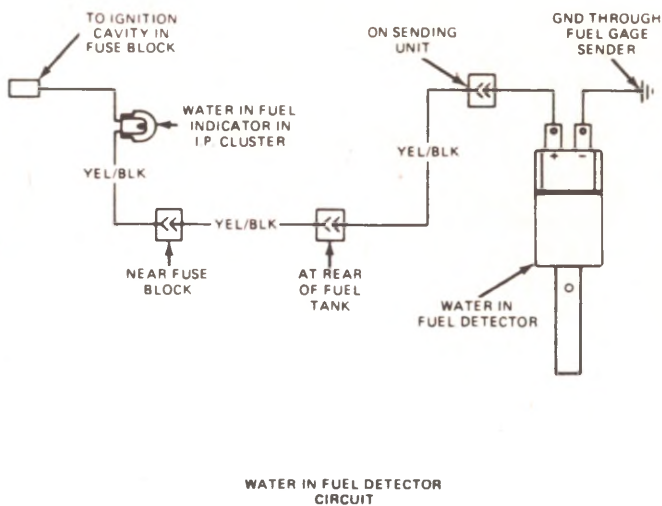 TO IGNITION
CAVITY IN
FUSE BLOCK
ON SENDING
UNIT
GND THROUGH
FUEL GAGE
SENDER
WATER IN FUEL
INDICATOR IN
I.P. CLUSTER
+ −
YEL/BLK
YEL/BLK
YEL/BLK
NEAR FUSE
BLOCK
AT REAR
OF FUEL
TANK
WATER IN
FUEL DETECTOR
WATER IN FUEL DETECTOR
CIRCUIT